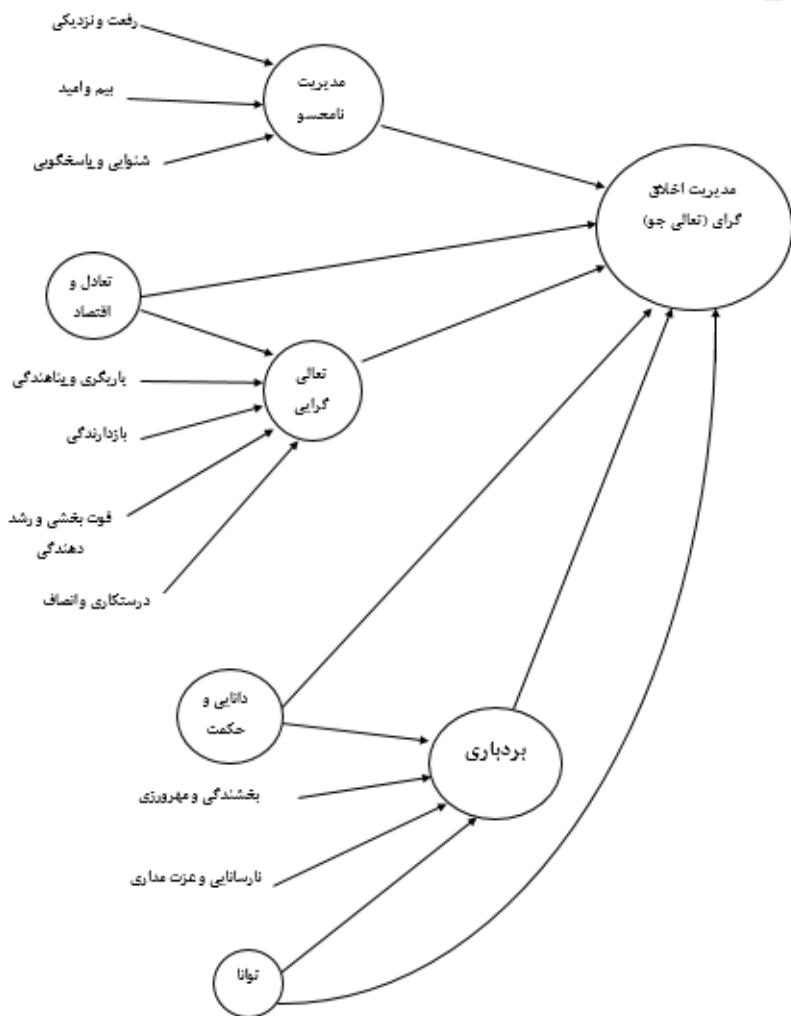 رفعت و نزدیکی
مدیریت
نامحسو
بیم و امید
شنوایی و پاسخگویی
مدیریت اخلاق
گرای (تعالی جو)
تعادل و
اقتصاد
تعالی
گرایی
یاریگری و پناهندگی
بازدارندگی
قوت بخشی و رشد
دهندگی
درستکاری و انصاف
دانایی و
حکمت
بردباری
بخشندگی و مهرورزی
نارسانایی و عزت مداری
توانا